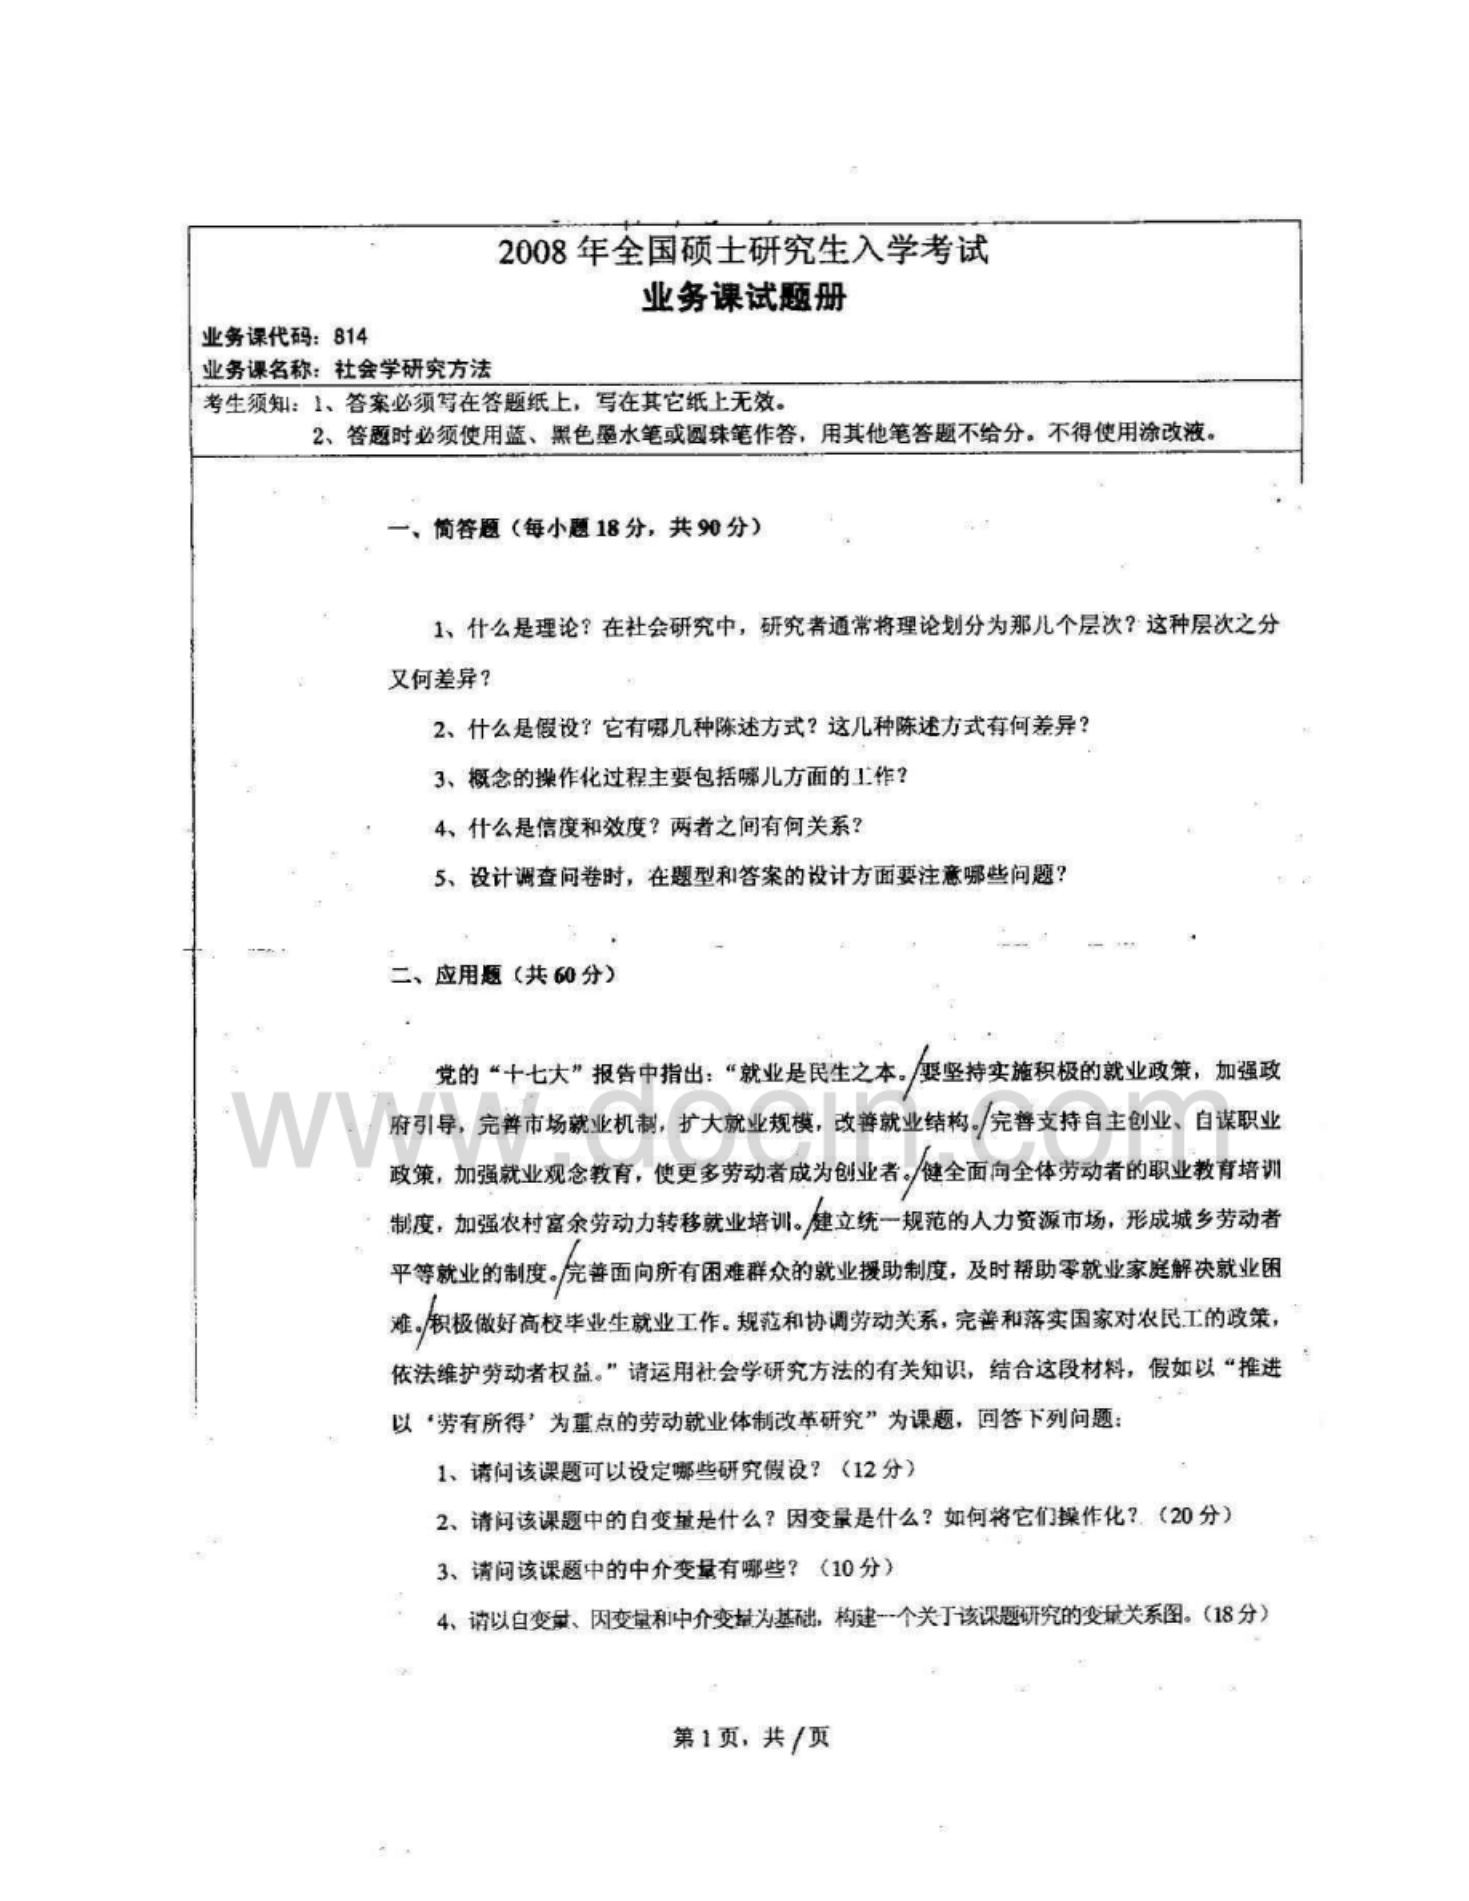 2008 年全国硕士研究生入学考试
业务课试题册
业务课代码：814
业务课名称：社会学研究方法
考生须知：1、答案必须写在答题纸上，写在其它纸上无效。
2、答题时必须使用蓝、黑色墨水笔或圆珠笔作答，用其他笔答题不给分。不得使用涂改液。
一、简答题（每小题 18 分，共 90 分）
1、什么是理论？在社会研究中，研究者通常将理论划分为那几个层次？这种层次之分
又何差异？
2、什么是假设？它有哪几种陈述方式？这几种陈述方式有何差异？
3、概念的操作化过程主要包括哪几方面的工作？
4、什么是信度和效度？两者之间有何关系？
5、设计调查问卷时，在题型和答案的设计方面要注意哪些问题？
二、应用题（共 60 分）
党的“十七大”报告中指出：“就业是民生之本。要坚持实施积极的就业政策，加强政
府引导，完善市场就业机制，扩大就业规模，改善就业结构。完善支持自主创业、自谋职业
政策，加强就业观念教育，使更多劳动者成为创业者。健全面向全体劳动者的职业教育培训
制度，加强农村富余劳动力转移就业培训。建立统一规范的人力资源市场，形成城乡劳动者
平等就业的制度。完善面向所有困难群众的就业援助制度，及时帮助零就业家庭解决就业困
难。积极做好高校毕业生就业工作。规范和协调劳动关系，完善和落实国家对农民工的政策，
依法维护劳动者权益。”请运用社会学研究方法的有关知识，结合这段材料，假如以“推进
以‘劳有所得’为重点的劳动就业体制改革研究”为课题，回答下列问题：
1、请问该课题可以设定哪些研究假设？（12 分）
2、请问该课题中的自变量是什么？因变量是什么？如何将它们操作化？（20 分）
3、请问该课题中的中介变量有哪些？（10 分）
4、请以自变量、因变量和中介变量为基础，构建一个关于该课题研究的变量关系图。（18 分）
第 1 页，共 / 页
www.docin.com